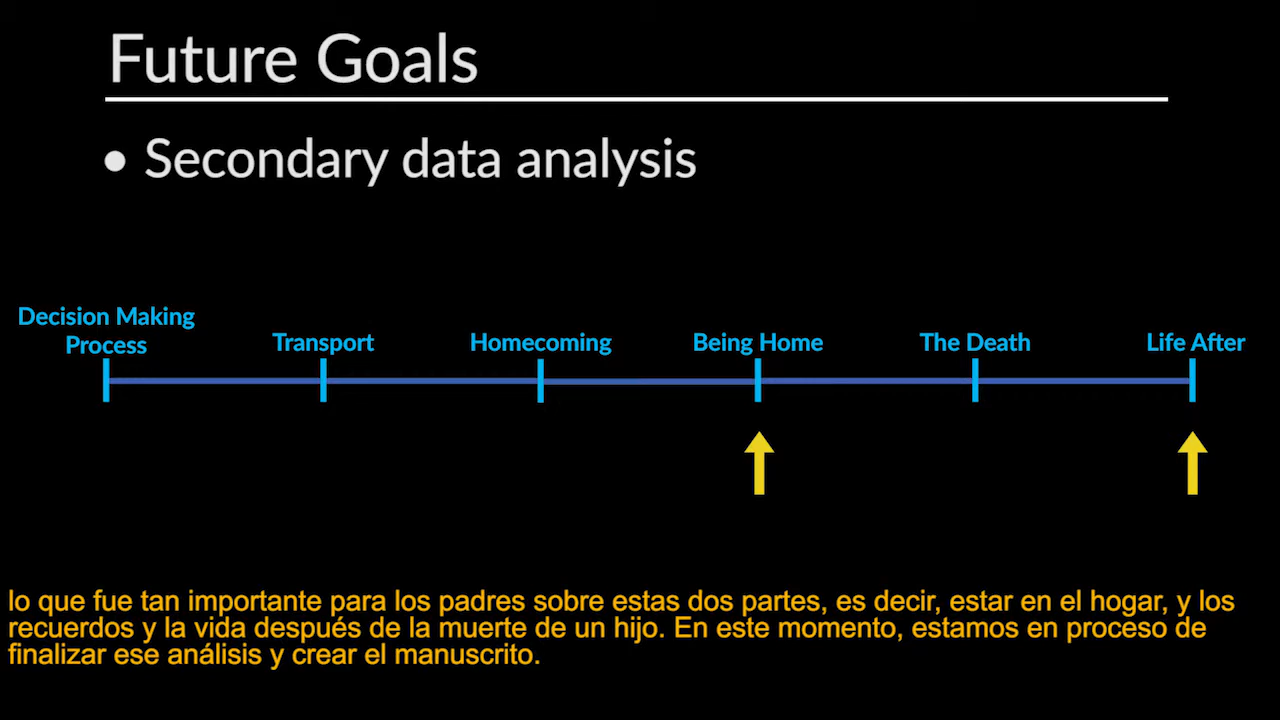 Future Goals
• Secondary data analysis
Decision Making
Process
Transport
Homecoming
Being Home
The Death
Life After
lo que fue tan importante para los padres sobre estas dos partes, es decir, estar en el hogar, y los
recuerdos y la vida después de la muerte de un hijo. En este momento, estamos en proceso de
finalizar ese análisis y crear el manuscrito.